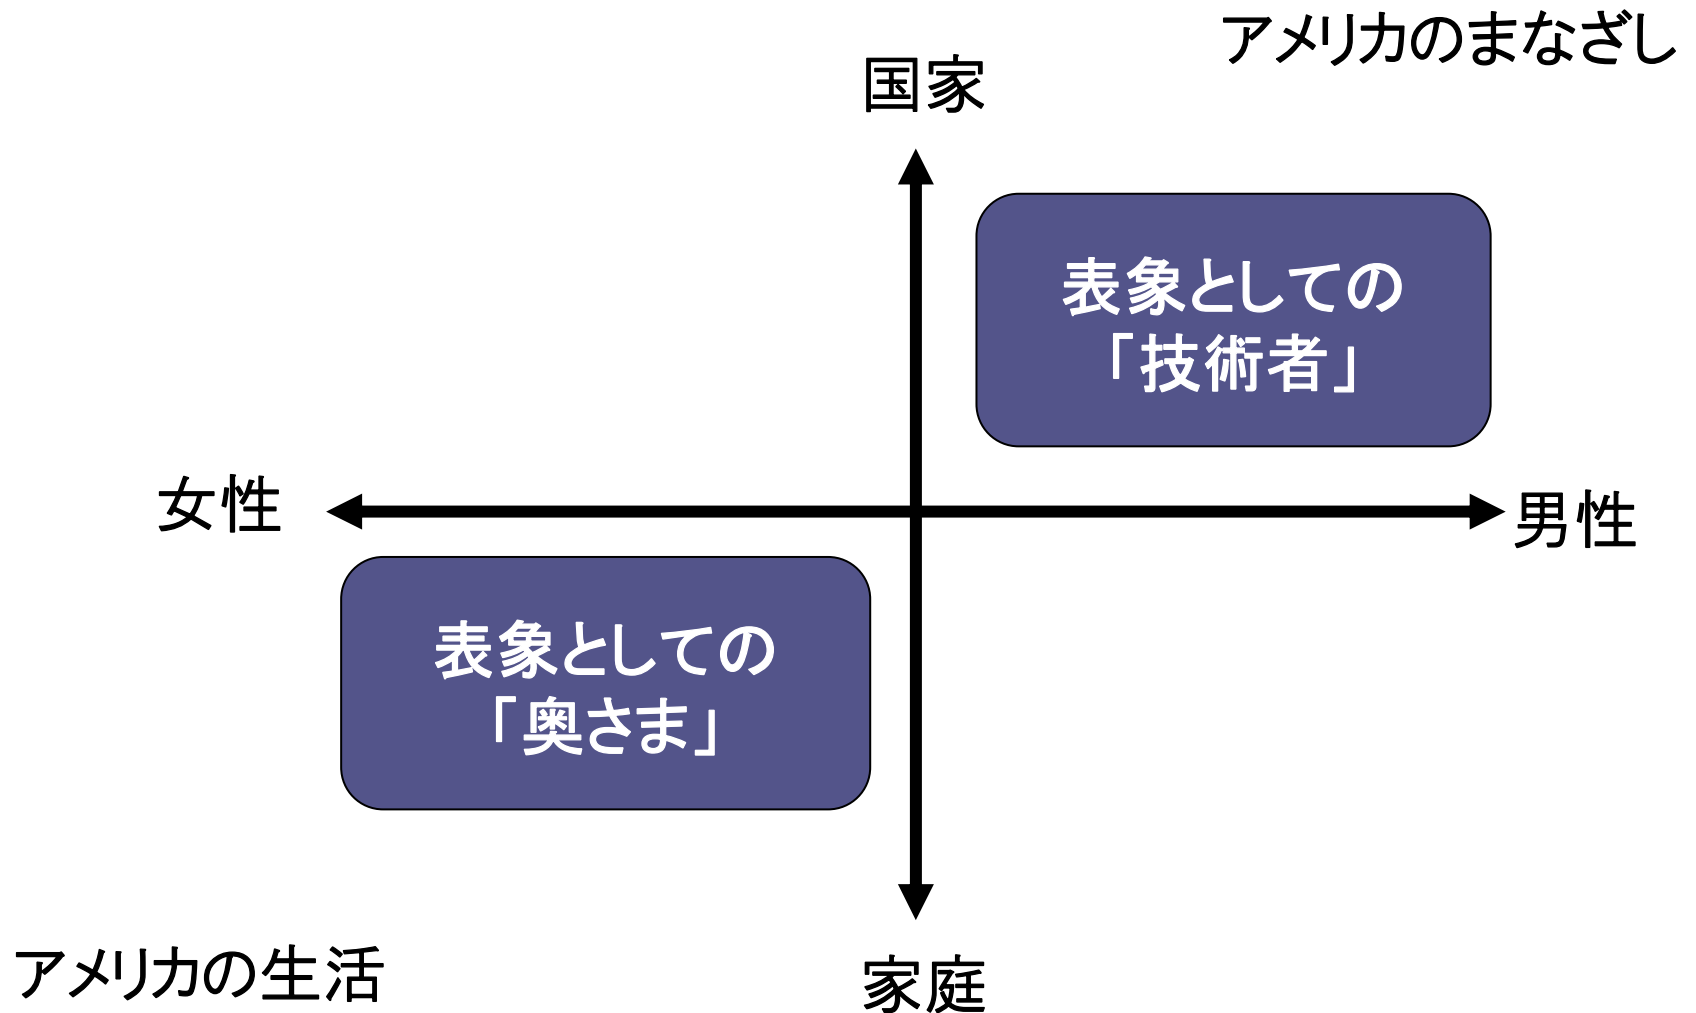 アメリカのまなざし
国家
表象としての
「技術者」
女性
男性
表象としての
「奥さま」
アメリカの生活
家庭